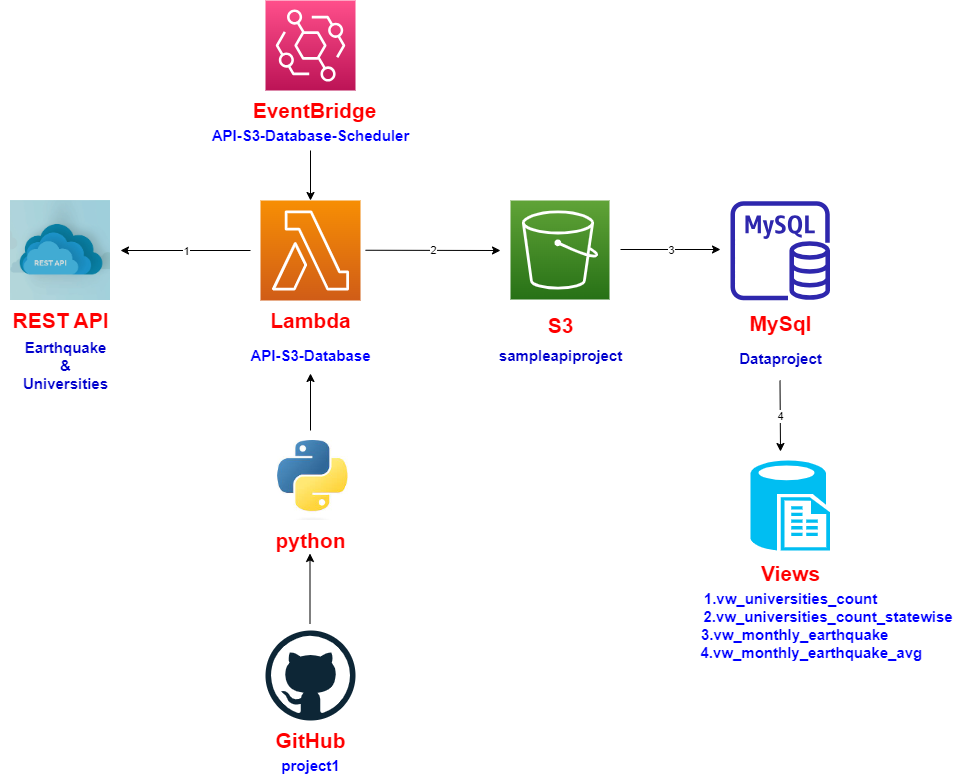 EventBridge
API-S3-Database-Scheduler
REST API
1
2
3
MySQL
REST API
Earthquake
&
Universities
Lambda
API-S3-Database
S3
sampleapiproject
MySql
Dataproject
4
python
Views
1.vw_universities_count
2.vw_universities_count_statewise
3.vw_monthly_earthquake
4.vw_monthly_earthquake_avg
GitHub
project1